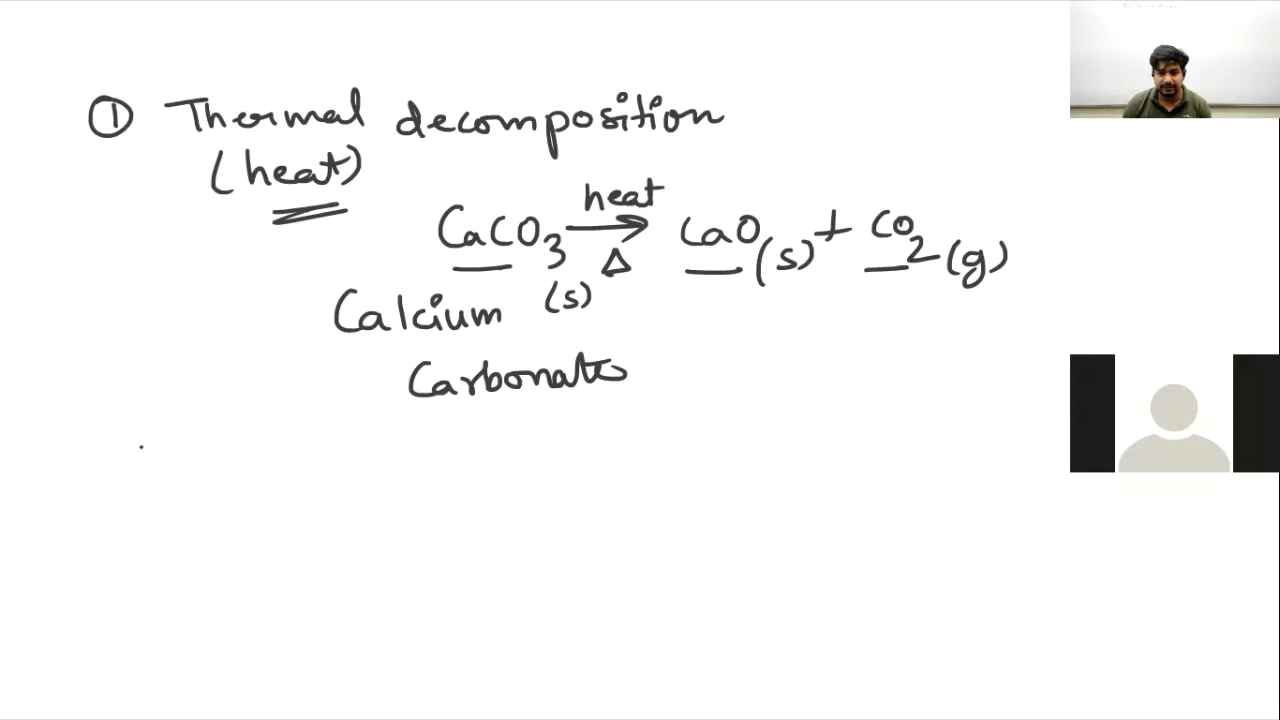 ① Thermal decomposition
(heat)
heat
CaCO3 → CaO(s) + CO2(g)
Δ
(s)
Calcium
Carbonate